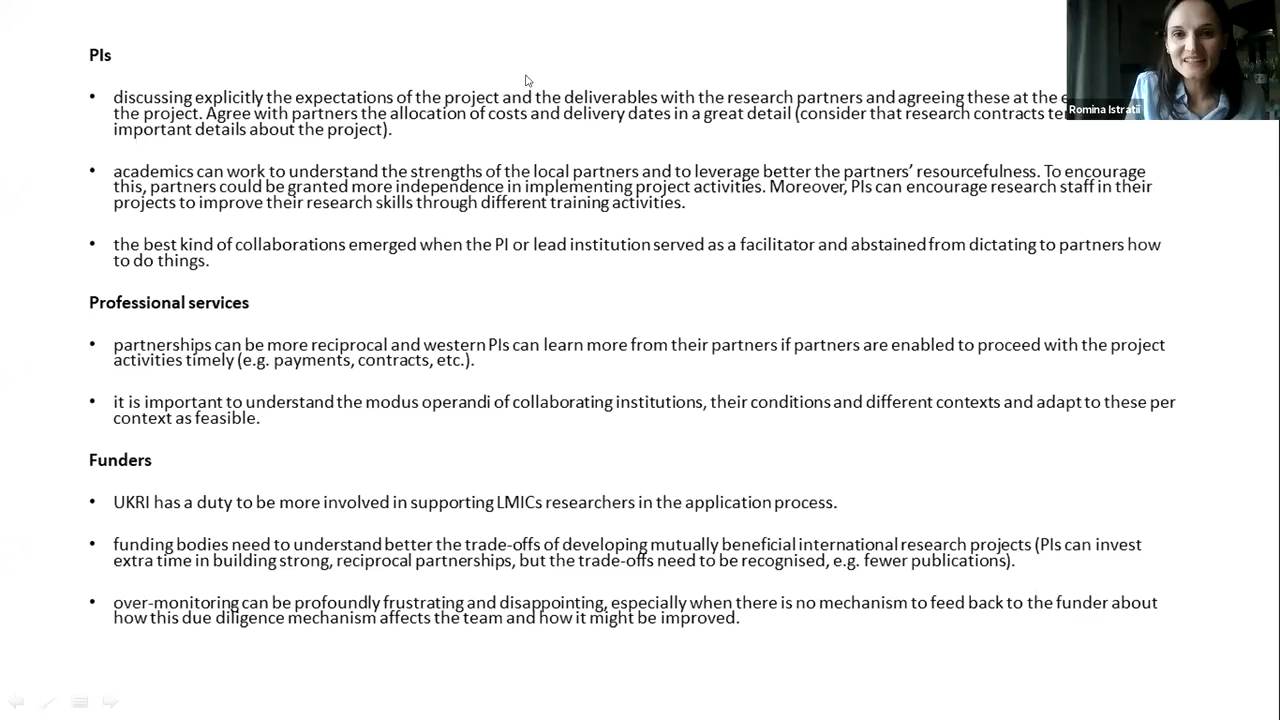 PIs
• discussing explicitly the expectations of the project and the deliverables with the research partners and agreeing these at the
the project. Agree with partners the allocation of costs and delivery dates in a great detail (consider that research contracts
important details about the project).
• academics can work to understand the strengths of the local partners and to leverage better the partners’ resourcefulness. To encourage
this, partners could be granted more independence in implementing project activities. Moreover, PIs can encourage research staff in their
projects to improve their research skills through different training activities.
• the best kind of collaborations emerged when the PI or lead institution served as a facilitator and abstained from dictating to partners how
to do things.
Professional services
• partnerships can be more reciprocal and western PIs can learn more from their partners if partners are enabled to proceed with the project
activities timely (e.g. payments, contracts, etc.).
• it is important to understand the modus operandi of collaborating institutions, their conditions and different contexts and adapt to these per
context as feasible.
Funders
• UKRI has a duty to be more involved in supporting LMICs researchers in the application process.
• funding bodies need to understand better the trade-offs of developing mutually beneficial international research projects (PIs can invest
extra time in building strong, reciprocal partnerships, but the trade-offs need to be recognised, e.g. fewer publications).
• over-monitoring can be profoundly frustrating and disappointing, especially when there is no mechanism to feed back to the funder about
how this due diligence mechanism affects the team and how it might be improved.
Romina Istratii